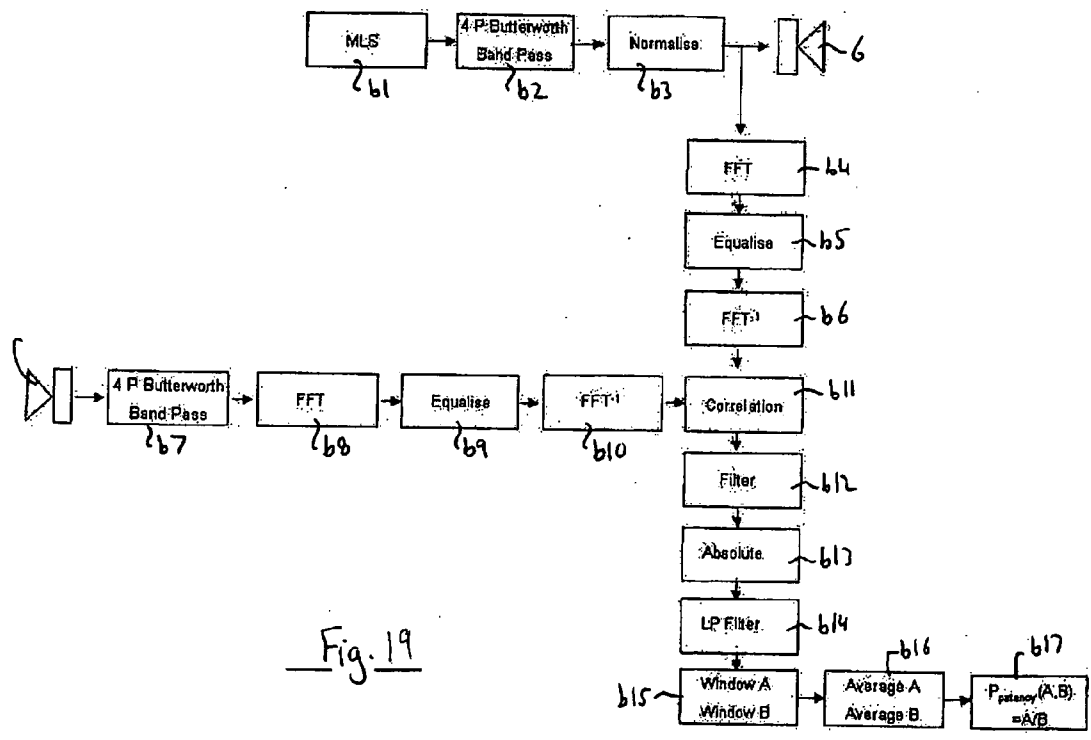 MLS
4 P Butterworth
Band Pass
Normalise
6
b1
b2
b3
FFT
b4
Equalise
b5
FFT⁻¹
b6
4 P Butterworth
Band Pass
FFT
Equalise
FFT⁻¹
Correlation
b11
b7
b8
b9
b10
Filter
b12
Absolute
b13
LP Filter
b14
Fig. 19
b15
Window A
Window B
b16
Average A
Average B
b17
P patency (A,B)
=A/B